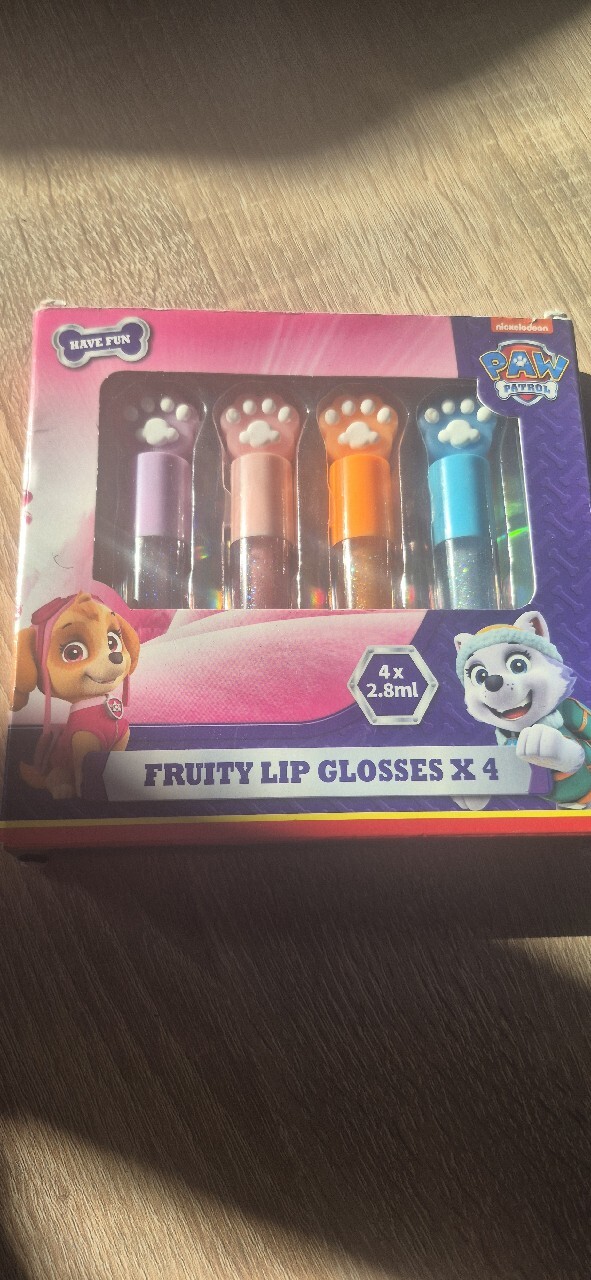 HAVE FUN
nickelodeon
PAW
PATROL
4 x
2.8ml
FRUITY LIP GLOSSES X 4